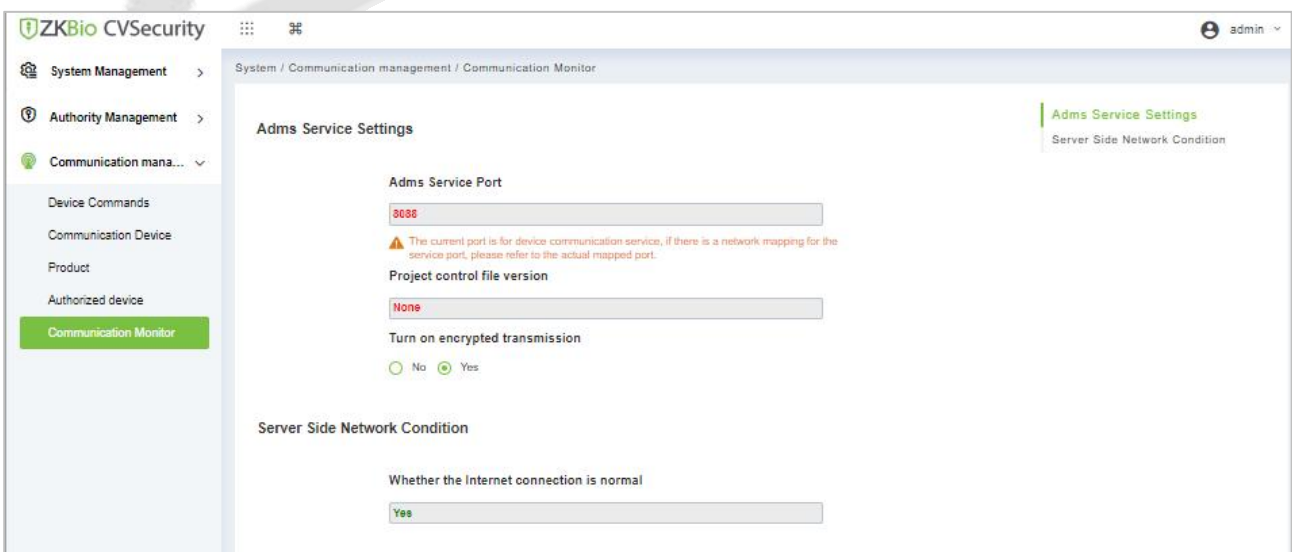 ZKBio CVSecurity
admin
System Management
System / Communication management / Communication Monitor
Authority Management
Adms Service Settings
Adms Service Settings
Server Side Network Condition
Communication mana...
Adms Service Port
Device Commands
8088
Communication Device
The current port is for device communication service, if there is a network mapping for the
service port, please refer to the actual mapped port.
Product
Project control file version
Authorized device
None
Communication Monitor
Turn on encrypted transmission
No Yes
Server Side Network Condition
Whether the Internet connection is normal
Yes